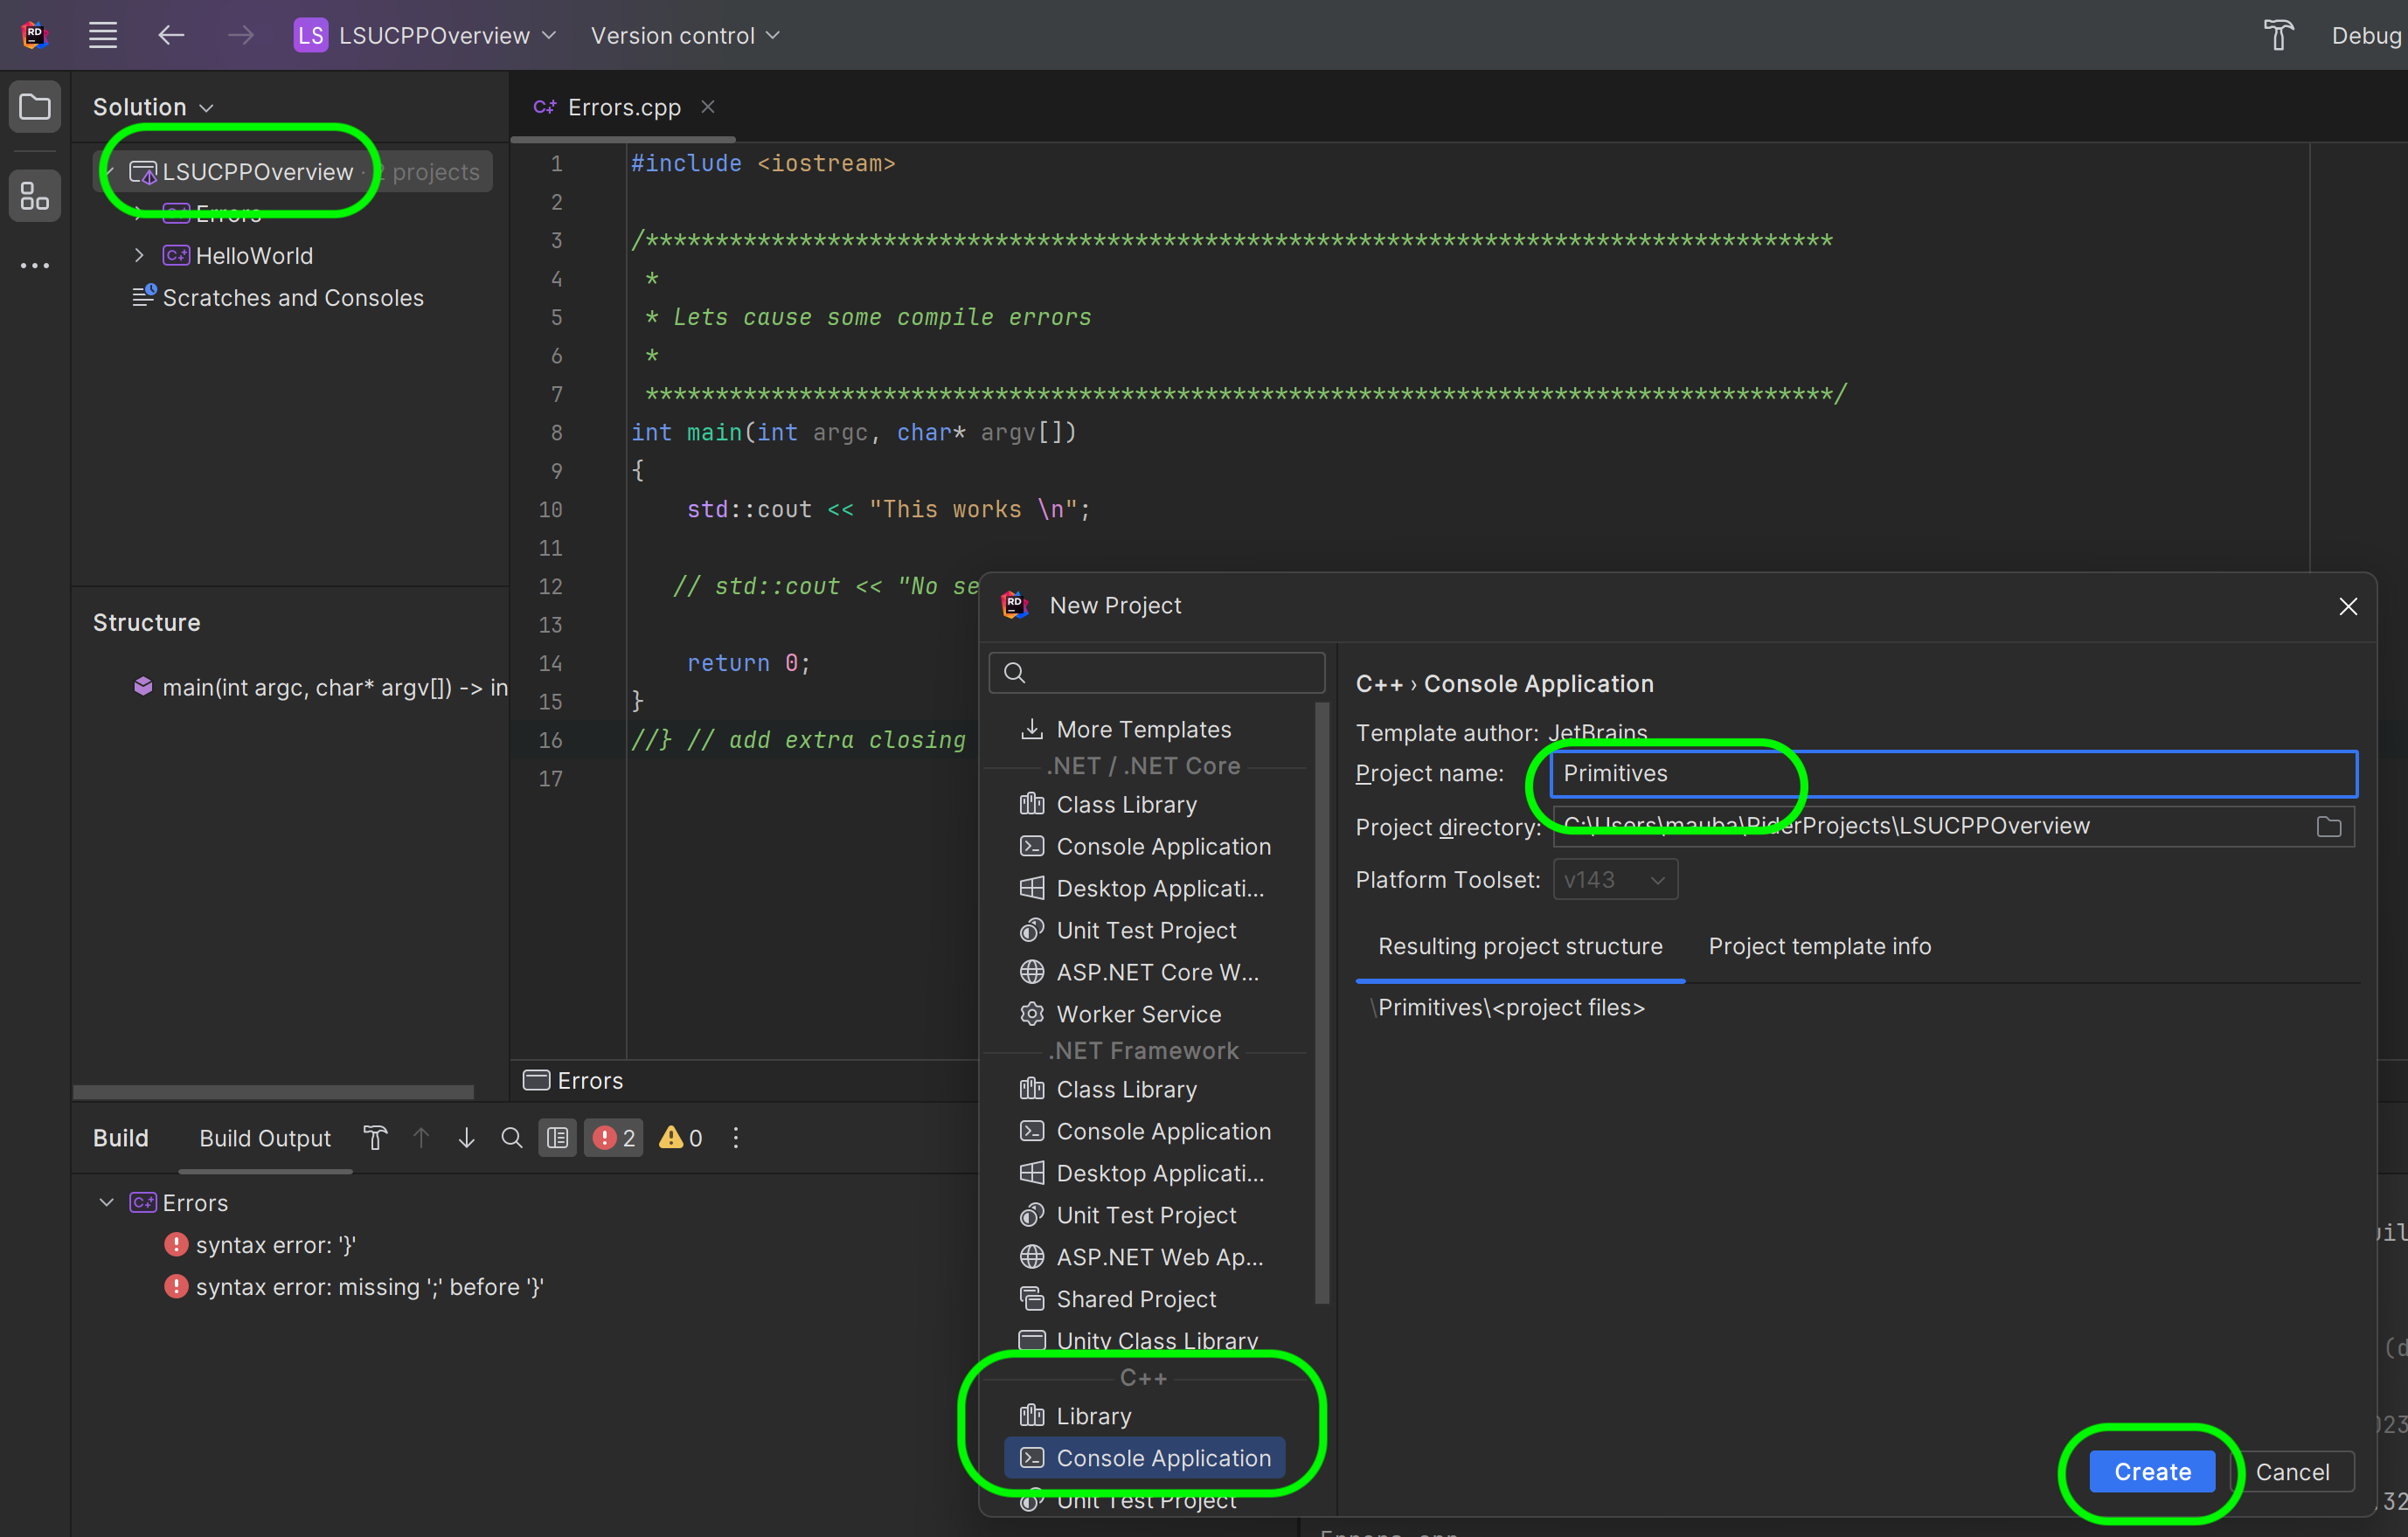 LS LSUCPPOverview Version control Debug
Solution
Errors.cpp
LSUCPPOverview · 2 projects
Errors
HelloWorld
Scratches and Consoles
1 #include <iostream>
2
3 /*************************************************************************************
4 *
5 * Lets cause some compile errors
6 *
7 *************************************************************************************/
8 int main(int argc, char* argv[])
9 {
10 std::cout << "This works \n";
11
12 // std::cout << "No se
13
14 return 0;
15 }
16 //} // add extra closing
17
Structure
main(int argc, char* argv[]) -> in
Errors
Build Build Output 2 0
Errors
syntax error: '}'
syntax error: missing ';' before '}'
RD New Project
More Templates
.NET / .NET Core
Class Library
Console Application
Desktop Applicati...
Unit Test Project
ASP.NET Core W...
Worker Service
.NET Framework
Class Library
Console Application
Desktop Applicati...
Unit Test Project
ASP.NET Web Ap...
Shared Project
Unity Class Library
C++
Library
Console Application
Unit Test Project
C++ › Console Application
Template author: JetBrains
Project name: Primitives
Project directory: C:\Users\mauba\RiderProjects\LSUCPPOverview
Platform Toolset: v143
Resulting project structure Project template info
\Primitives\<project files>
Create Cancel